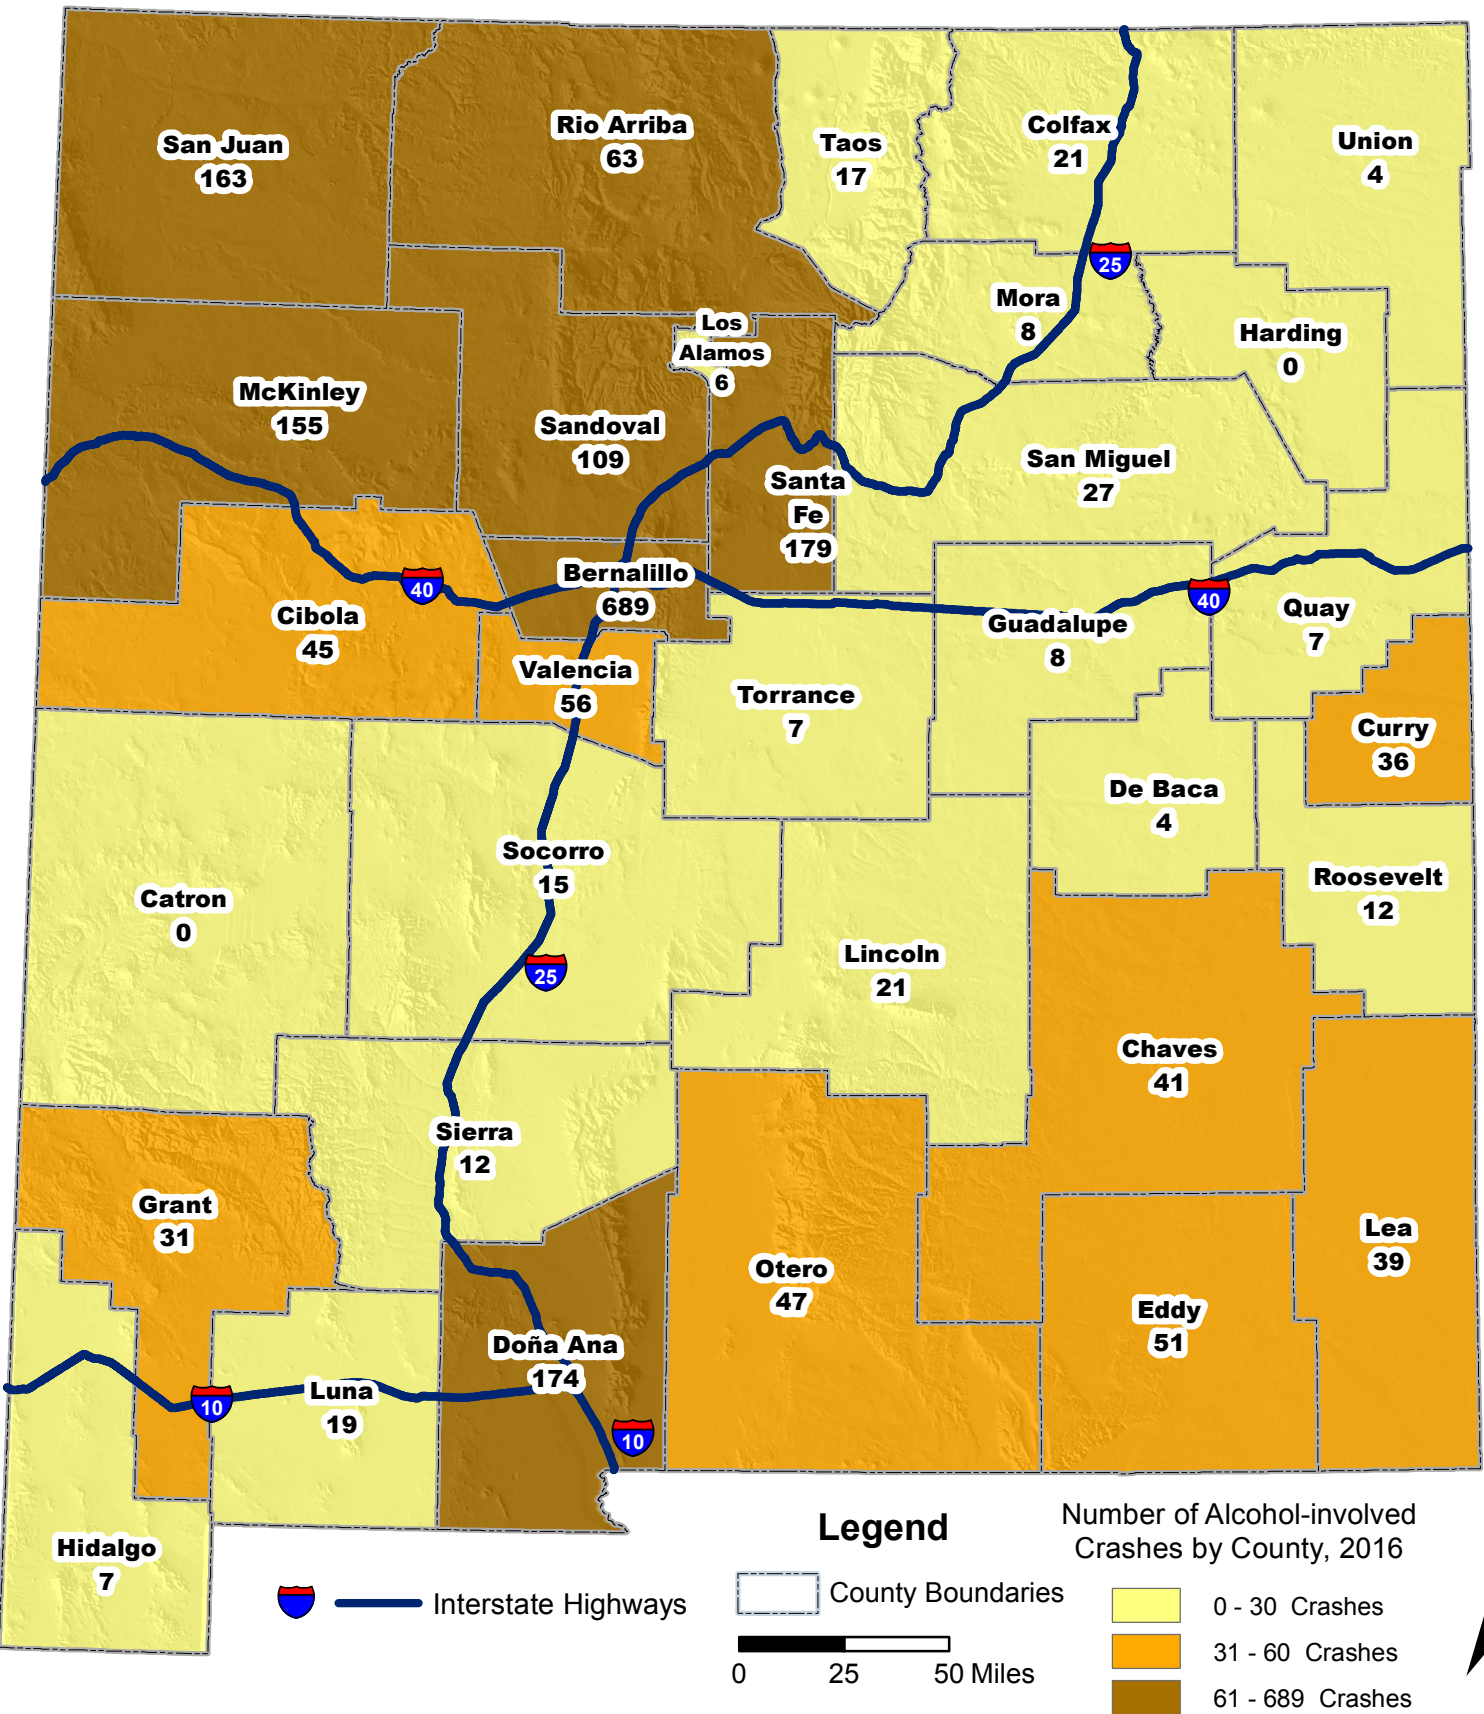 San Juan
163
Rio Arriba
63
Taos
17
Colfax
21
Union
4
25
Mora
8
Harding
0
Los
Alamos
6
McKinley
155
Sandoval
109
Santa
Fe
179
San Miguel
27
40
Bernalillo
689
40
Cibola
45
Valencia
56
Torrance
7
Guadalupe
8
Quay
7
Curry
36
De Baca
4
Roosevelt
12
Catron
0
Socorro
15
25
Lincoln
21
Chaves
41
Sierra
12
Grant
31
Otero
47
Eddy
51
Lea
39
Doña Ana
174
10
Luna
19
10
Hidalgo
7
Interstate Highways
Legend
County Boundaries
0 25 50 Miles
Number of Alcohol-involved
Crashes by County, 2016
0 - 30 Crashes
31 - 60 Crashes
61 - 689 Crashes